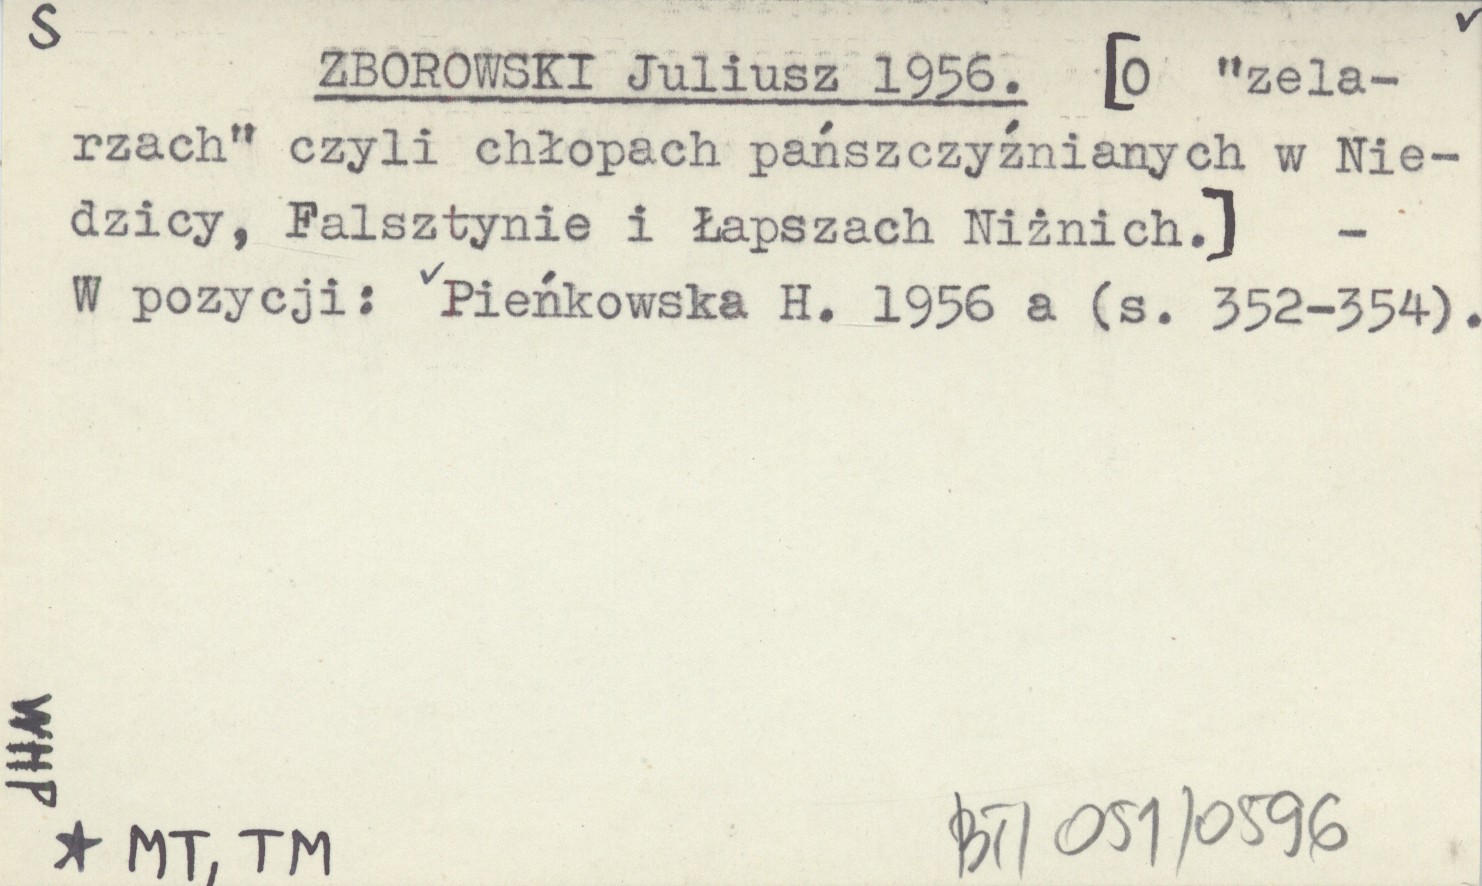 S ✓
ZBOROWSKI Juliusz 1956. [O "zela-
rzach" czyli chłopach pańszczyźnianych w Nie-
dzicy, Falsztynie i Łapszach Niżnich.] -
W pozycji: ✓Pieńkowska H. 1956 a (s. 352-354).
WHP
* MT, TM
051/0596